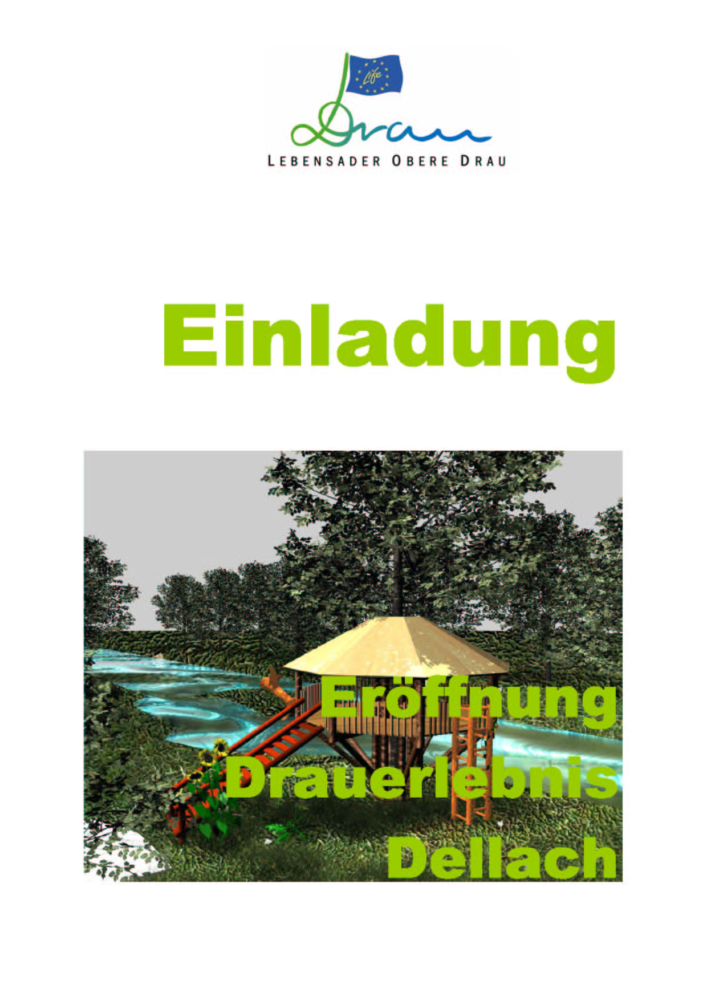 Life
Drau
LEBENSADER OBERE DRAU
Einladung
Eröffnung
Drauerlebnis
Dellach